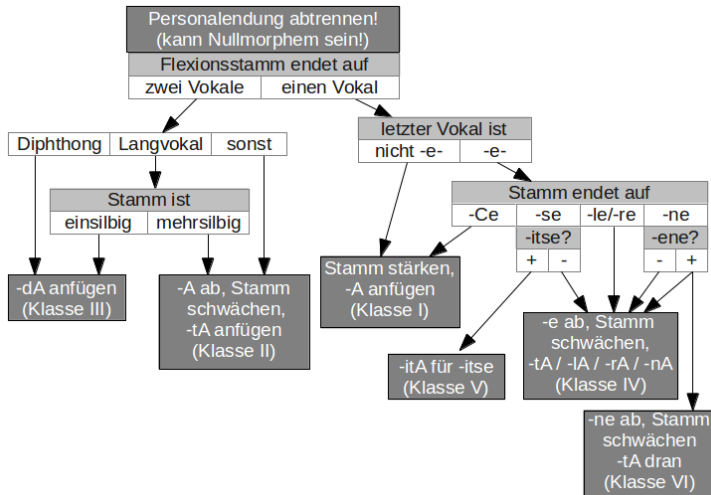 Personalendung abtrennen!
(kann Nullmorphem sein!)
Flexionsstamm endet auf
zwei Vokale einen Vokal
Diphthong Langvokal sonst
letzter Vokal ist
nicht -e- -e-
Stamm ist
einsilbig mehrsilbig
Stamm endet auf
-Ce -se -le/-re -ne
-itse? -ene?
+ - - +
-dA anfügen
(Klasse III)
-A ab, Stamm
schwächen,
-tA anfügen
(Klasse II)
Stamm stärken,
-A anfügen
(Klasse I)
-itA für -itse
(Klasse V)
-e ab, Stamm
schwächen,
-tA / -lA / -rA / -nA
(Klasse IV)
-ne ab, Stamm
schwächen
-tA dran
(Klasse VI)